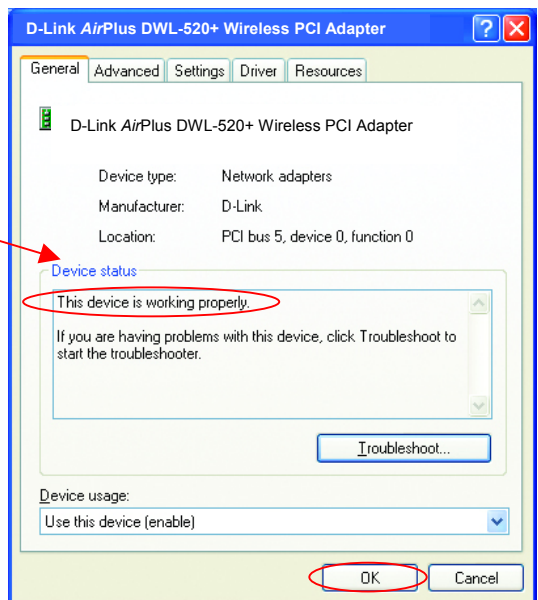 D-Link AirPlus DWL-520+ Wireless PCI Adapter
General Advanced Settings Driver Resources
D-Link AirPlus DWL-520+ Wireless PCI Adapter
Device type: Network adapters
Manufacturer: D-Link
Location: PCI bus 5, device 0, function 0
Device status
This device is working properly.
If you are having problems with this device, click Troubleshoot to
start the troubleshooter.
Troubleshoot...
Device usage:
Use this device (enable)
OK Cancel